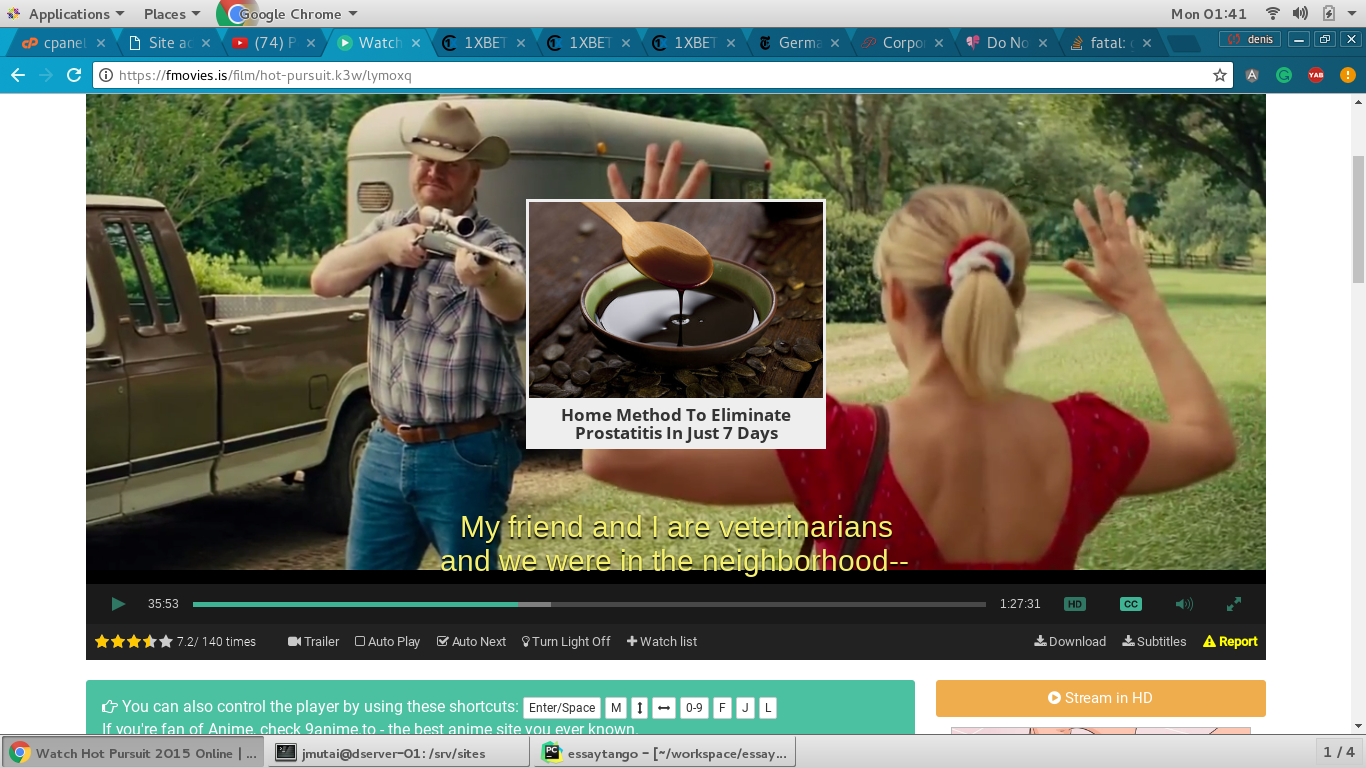 Applications Places Google Chrome Mon 01:41
cpanel Site ac (74) P Watch 1XBET 1XBET 1XBET Germa Corpo Do No fatal: denis
https://fmovies.is/film/hot-pursuit.k3w/lymoxq
YAB
Home Method To Eliminate
Prostatitis In Just 7 Days
My friend and I are veterinarians
and we were in the neighborhood--
35:53 1:27:31 HD CC
7.2/ 140 times Trailer Auto Play Auto Next Turn Light Off Watch list Download Subtitles Report
You can also control the player by using these shortcuts: Enter/Space M 0-9 F J L
Stream in HD
If you're fan of Anime, check 9anime to - the best anime site you ever known.
Watch Hot Pursuit 2015 Online | ... jmutai@dserver-01: /srv/sites PC essaytango - [~/workspace/essay... 1 / 4